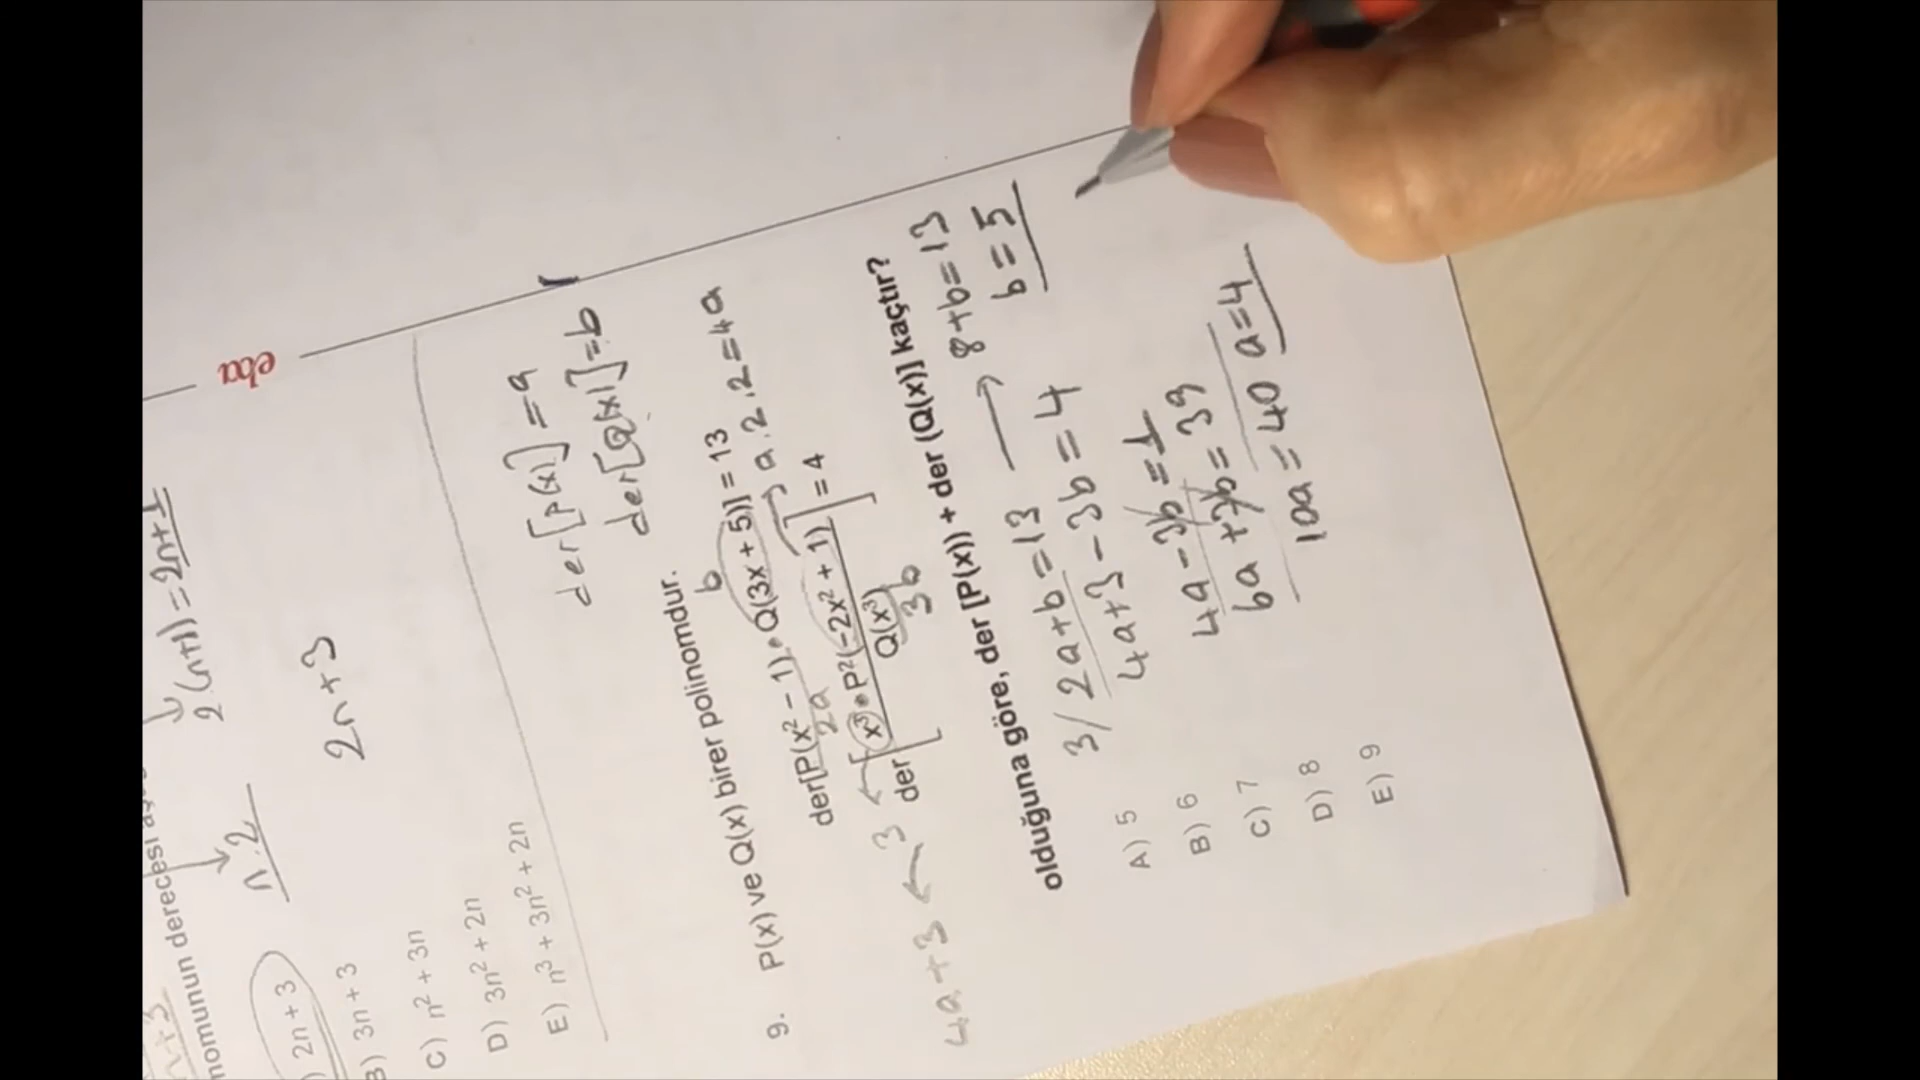 2(n+1) = 2n+1
nomunun derecesi
n.2
2n+3
2n + 3
B) 3n + 3
C) n² + 3n
D) 3n² + 2n
E) n³ + 3n² + 2n
eba
der[P(x)] = a
der[Q(x)] = b
9. P(x) ve Q(x) birer polinomdur.
b
der[P(x² − 1) • Q(3x + 5)] = 13
2a
a.2.2=4a
der [x³ • P²(−2x² + 1) / Q(x³)] = 4
3b
4a+3 ← 3 ←
olduğuna göre, der [P(x)) + der (Q(x)] kaçtır?
3/ 2a+b=13 → 8+b=13
b=5
4a+3-3b=4
4a-3b=1
6a+3b=39
10a=40 a=4
A) 5
B) 6
C) 7
D) 8
E) 9